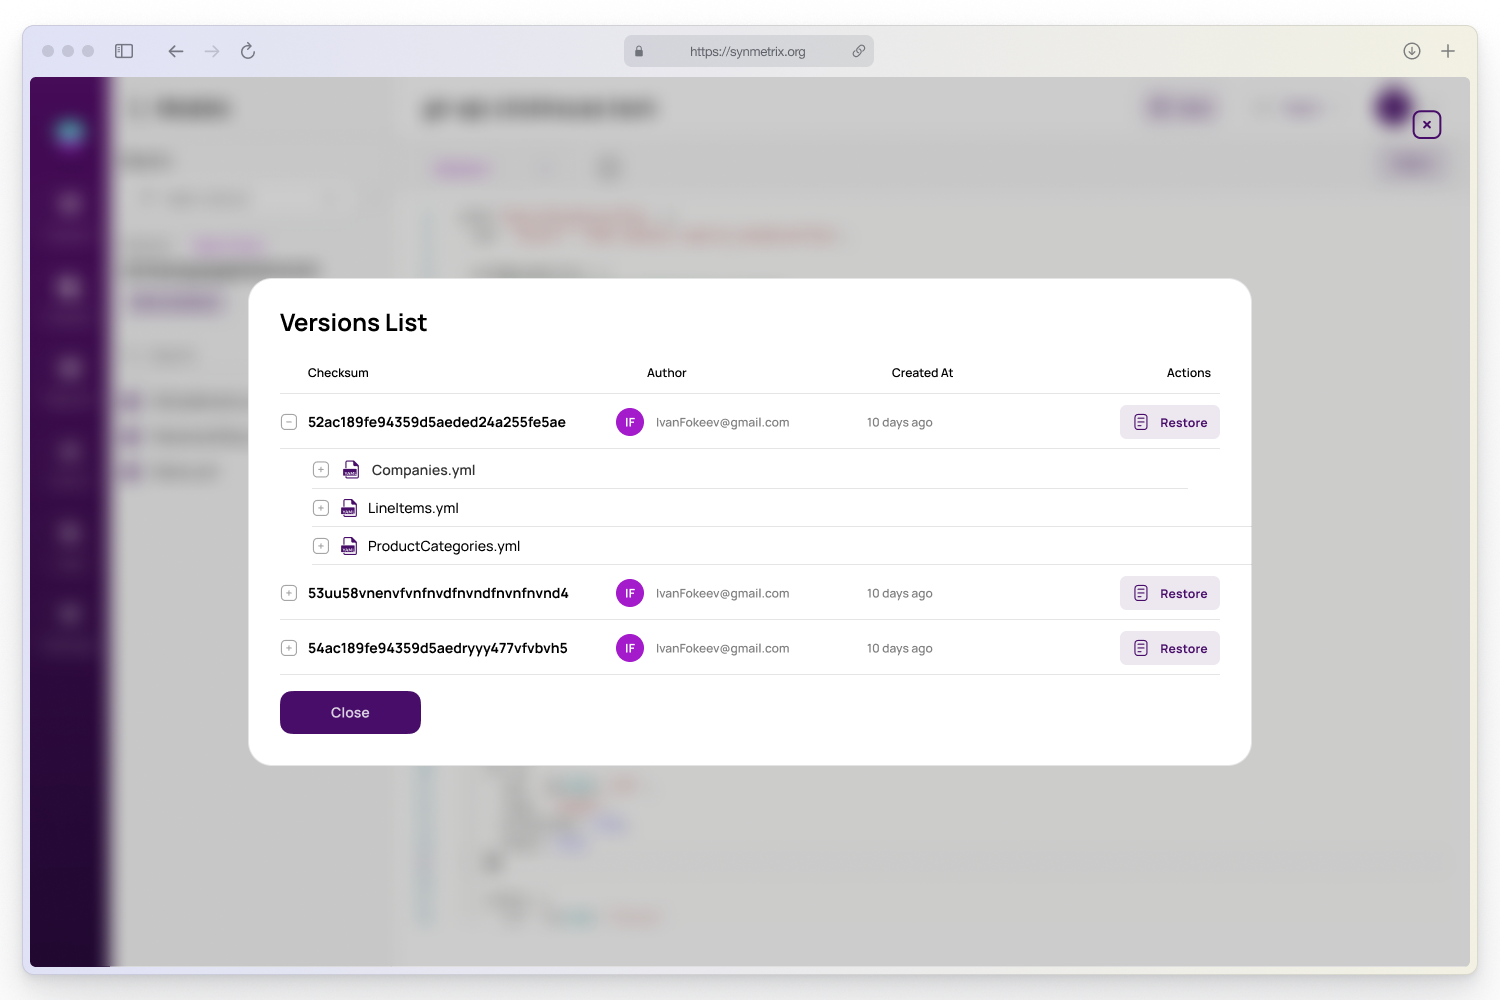 https://synmetrix.org
Versions List
Checksum Author Created At Actions
52ac189fe94359d5aeded24a255fe5ae IF IvanFokeev@gmail.com 10 days ago Restore
Companies.yml
LineItems.yml
ProductCategories.yml
53uu58vnenvfvnfnvdfnvndfnvnfnvnd4 IF IvanFokeev@gmail.com 10 days ago Restore
54ac189fe94359d5aedryyy477vfvbvh5 IF IvanFokeev@gmail.com 10 days ago Restore
Close